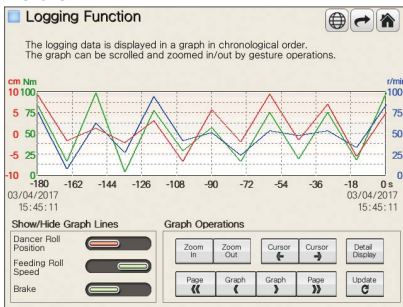 Logging Function
The logging data is displayed in a graph in chronological order.
The graph can be scrolled and zoomed in/out by gesture operations.
cm Nm r/min
10 100 100
5 75 75
0 50 50
-5 25 25
-10 0 0
-180 -162 -144 -126 -108 -90 -72 -54 -36 -18 0 s
03/04/2017 03/04/2017
15:45:11 15:45:11
Show/Hide Graph Lines
Dancer Roll
Position
Feeding Roll
Speed
Brake
Graph Operations
Zoom In
Zoom Out
Cursor
Cursor
Detail Display
Page
Graph
Graph
Page
Update